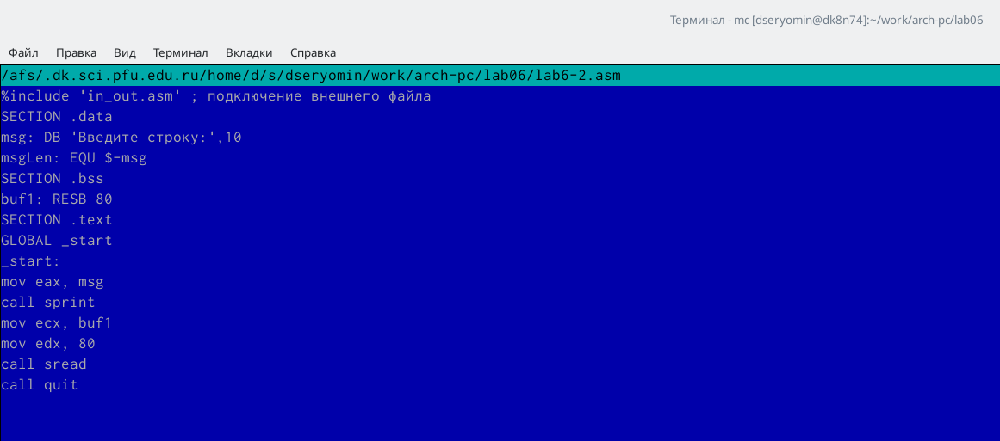 Терминал - mc [dseryomin@dk8n74]:~/work/arch-pc/lab06
Файл Правка Вид Терминал Вкладки Справка
/afs/.dk.sci.pfu.edu.ru/home/d/s/dseryomin/work/arch-pc/lab06/lab6-2.asm
%include 'in_out.asm' ; подключение внешнего файла
SECTION .data
msg: DB 'Введите строку:',10
msgLen: EQU $-msg
SECTION .bss
buf1: RESB 80
SECTION .text
GLOBAL _start
_start:
mov eax, msg
call sprint
mov ecx, buf1
mov edx, 80
call sread
call quit